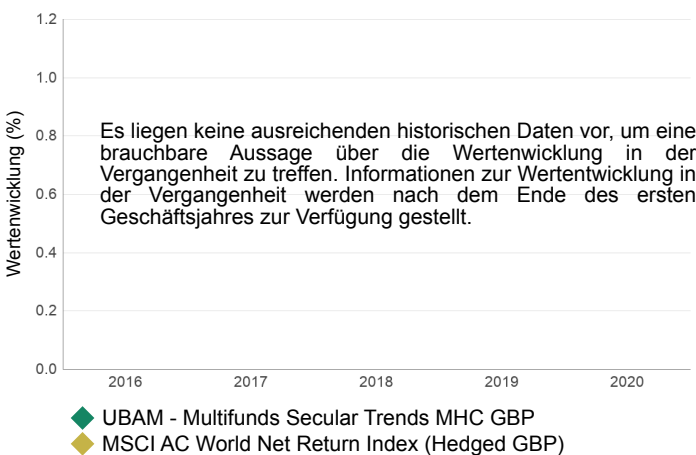 1.2
1.0
0.8
0.6
0.4
0.2
0.0
Wertenwicklung (%)
Es liegen keine ausreichenden historischen Daten vor, um eine
brauchbare Aussage über die Wertenwicklung in der
Vergangenheit zu treffen. Informationen zur Wertentwicklung in
der Vergangenheit werden nach dem Ende des ersten
Geschäftsjahres zur Verfügung gestellt.
2016 2017 2018 2019 2020
UBAM - Multifunds Secular Trends MHC GBP
MSCI AC World Net Return Index (Hedged GBP)